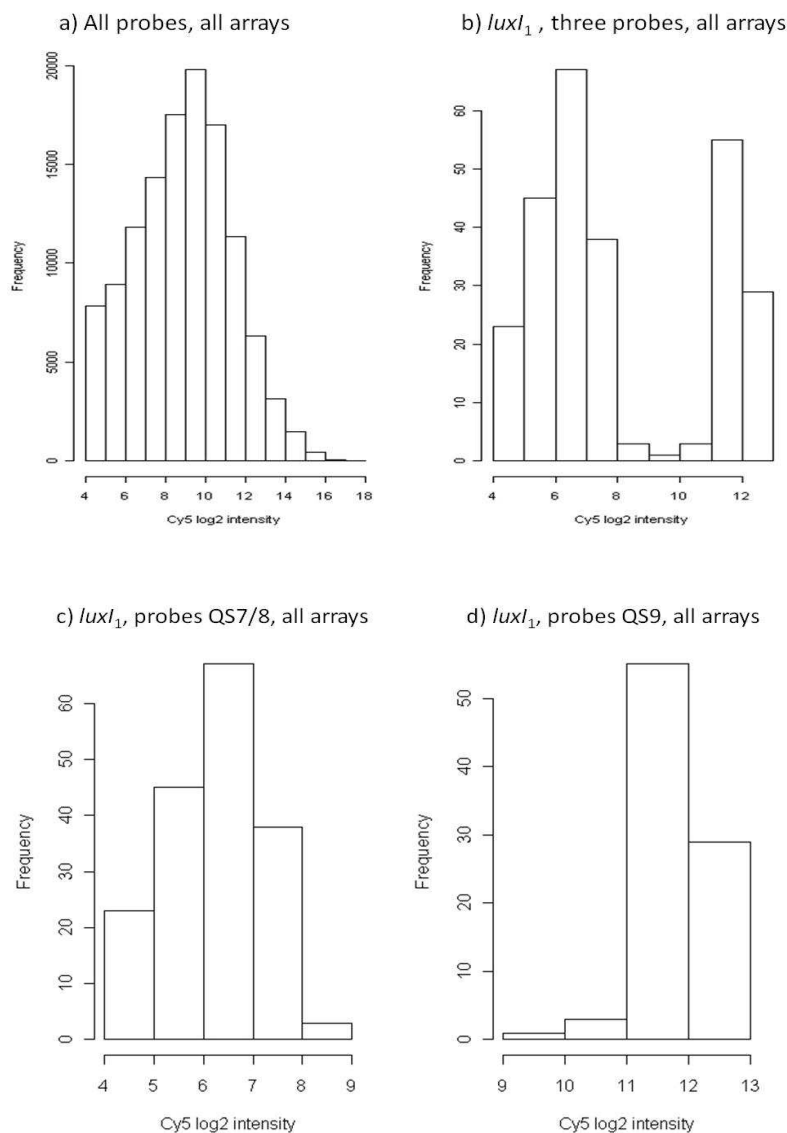 a) All probes, all arrays
b) luxI₁ , three probes, all arrays
Frequency
0
5000
10000
15000
20000
4 6 8 10 12 14 16 18
Cy5 log2 intensity
Frequency
0
10
20
30
40
50
60
4 6 8 10 12
Cy5 log2 intensity
c) luxI₁, probes QS7/8, all arrays
d) luxI₁, probes QS9, all arrays
Frequency
0
10
20
30
40
50
60
4 5 6 7 8 9
Cy5 log2 intensity
Frequency
0
10
20
30
40
50
9 10 11 12 13
Cy5 log2 intensity